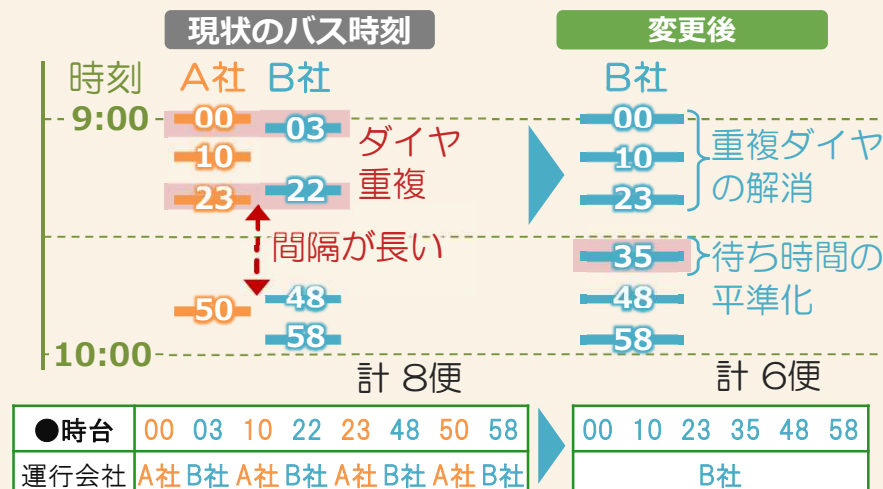 現状のバス時刻
変更後
時刻 A社 B社
B社
9:00
00
03
10
22
23
50
48
58
ダイヤ
重複
間隔が長い
00
10
23
35
48
58
重複ダイヤ
の解消
待ち時間の
平準化
10:00
計 8便
計 6便
●時台 00 03 10 22 23 48 50 58
00 10 23 35 48 58
運行会社 A社 B社 A社 B社 A社 B社 A社 B社
B社